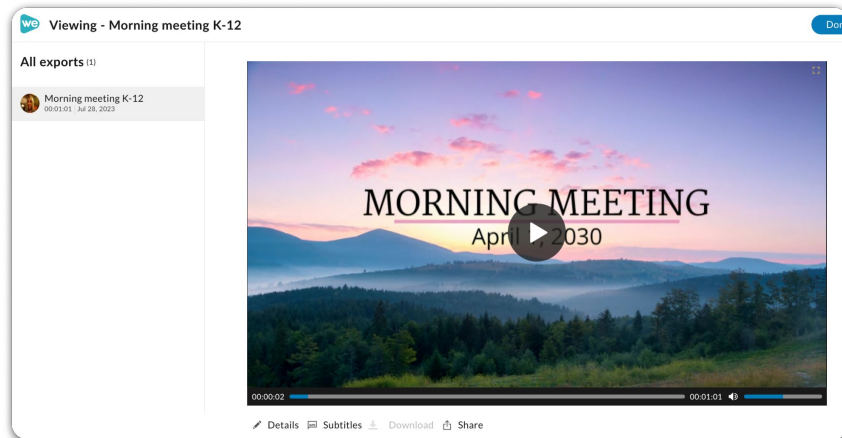 we Viewing - Morning meeting K-12
All exports (1)
Morning meeting K-12
00:01:01 Jul 28, 2023
MORNING MEETING
April 2030
00:00:02 00:01:01
Details Subtitles Download Share